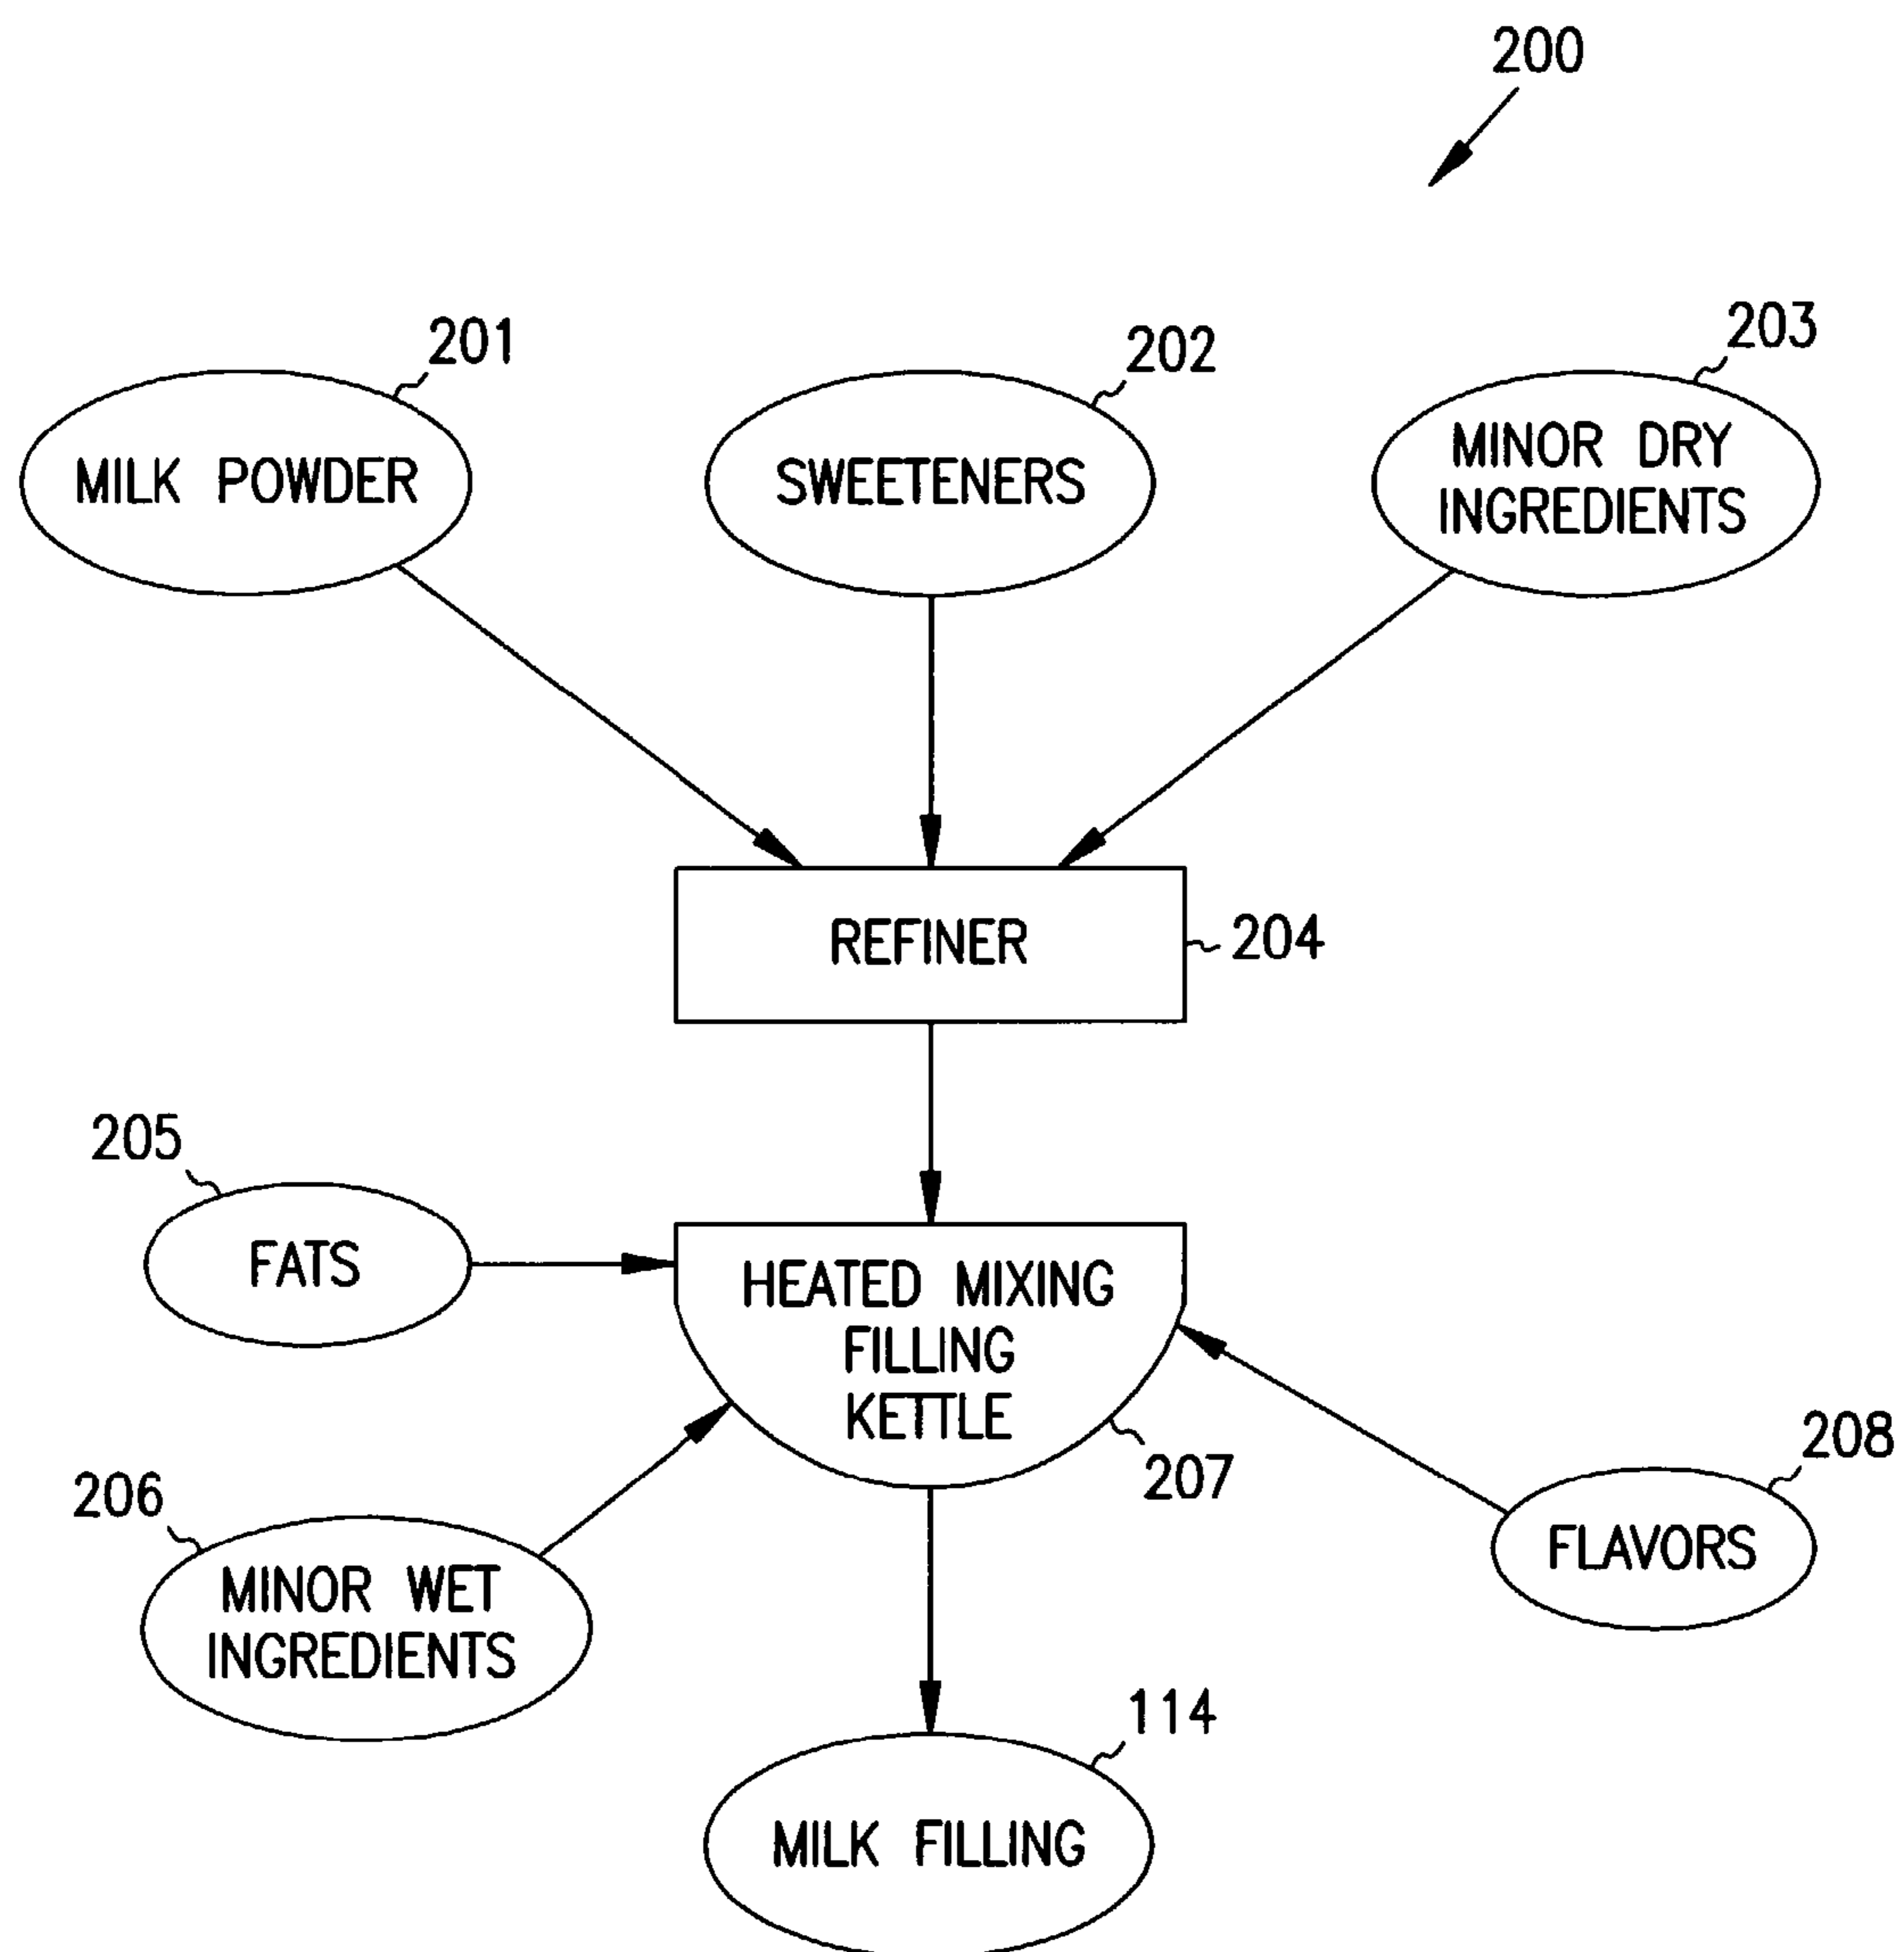 200
201
202
203
MILK POWDER
SWEETENERS
MINOR DRY
INGREDIENTS
REFINER
204
205
FATS
HEATED MIXING
FILLING
KETTLE
207
206
MINOR WET
INGREDIENTS
208
FLAVORS
114
MILK FILLING